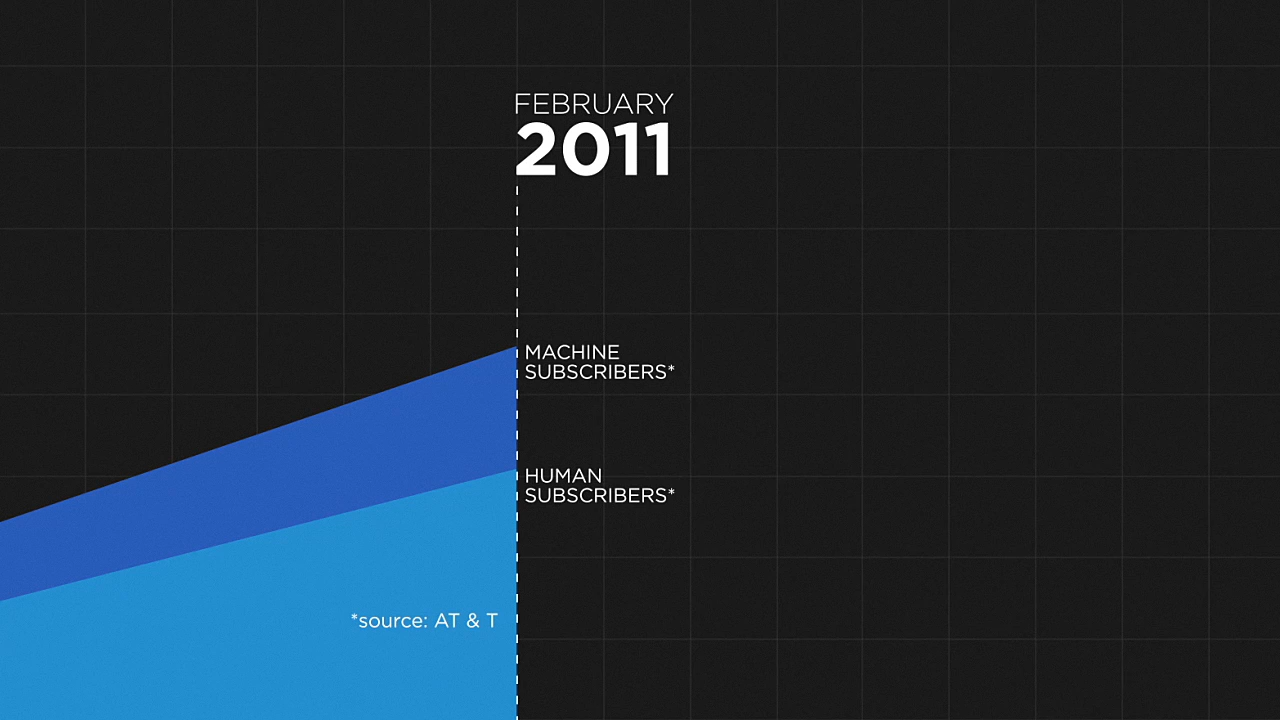 FEBRUARY
2011
MACHINE
SUBSCRIBERS*
HUMAN
SUBSCRIBERS*
*source: AT & T